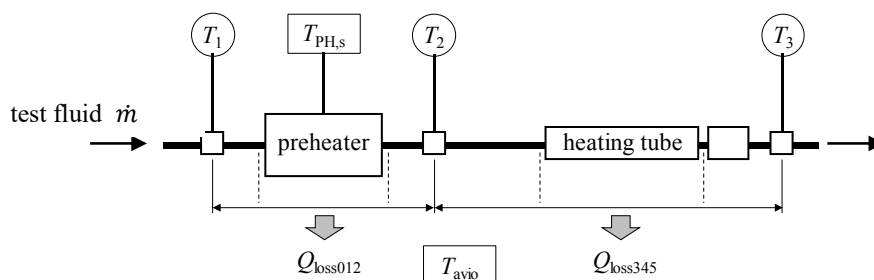 T1
TPH,s
T2
T3
test fluid ṁ
preheater
heating tube
Qloss012
Tavio
Qloss345